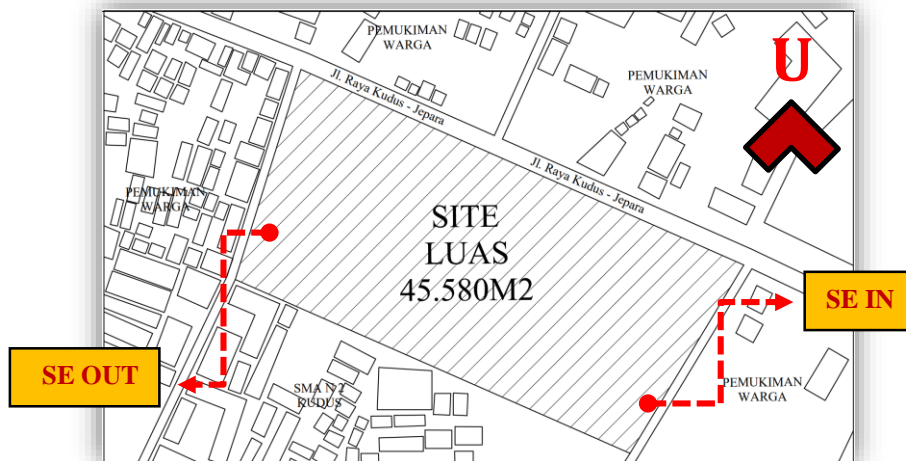 PEMUKIMAN
WARGA
U
Jl. Raya Kudus - Jepara
PEMUKIMAN
WARGA
Jl. Raya Kudus - Jepara
PEMUKIMAN
WARGA
SITE
LUAS
45.580M2
SE IN
SE OUT
SMA N 2
KUDUS
PEMUKIMAN
WARGA